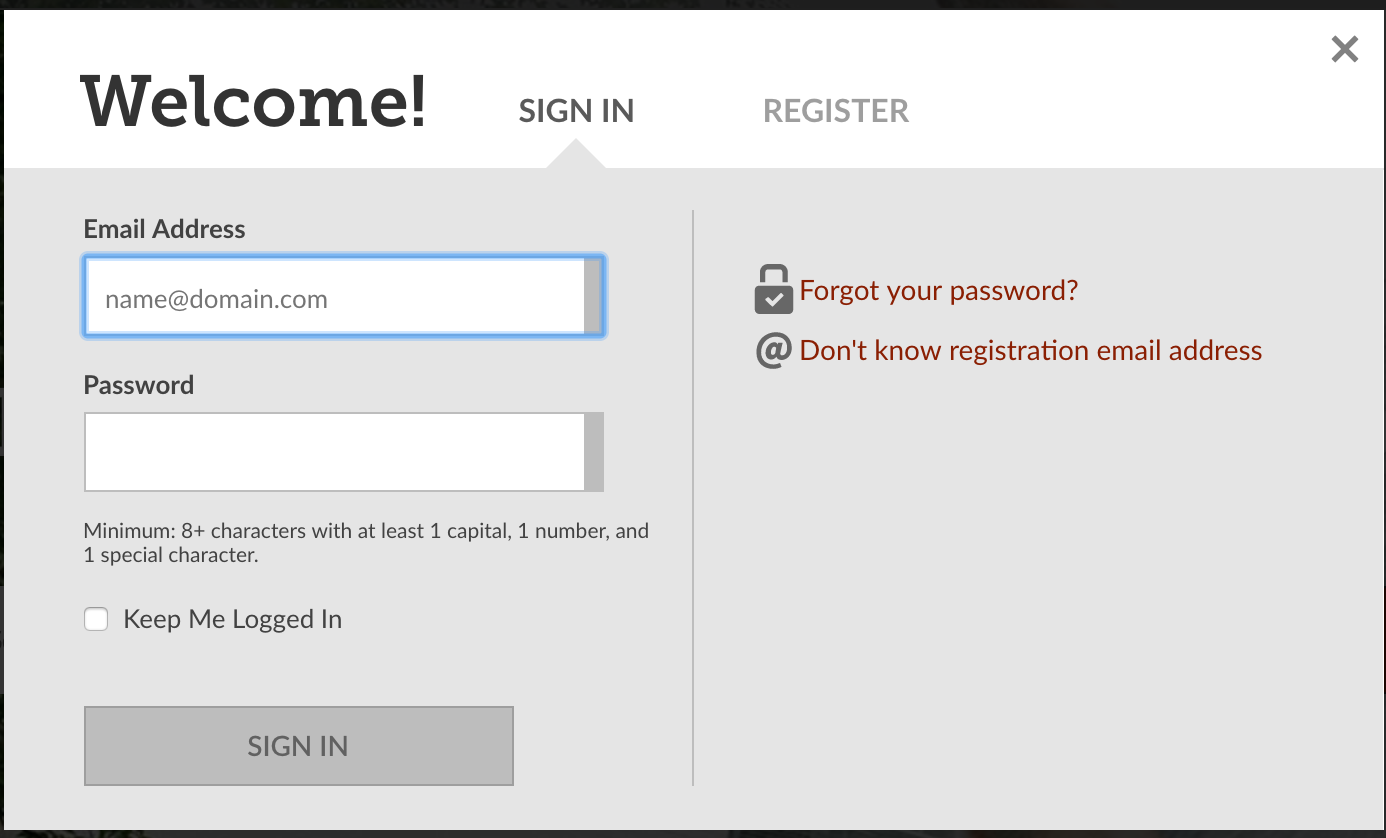 Welcome!
SIGN IN
REGISTER
Email Address
name@domain.com
Password
Minimum: 8+ characters with at least 1 capital, 1 number, and
1 special character.
Keep Me Logged In
SIGN IN
Forgot your password?
@ Don't know registration email address